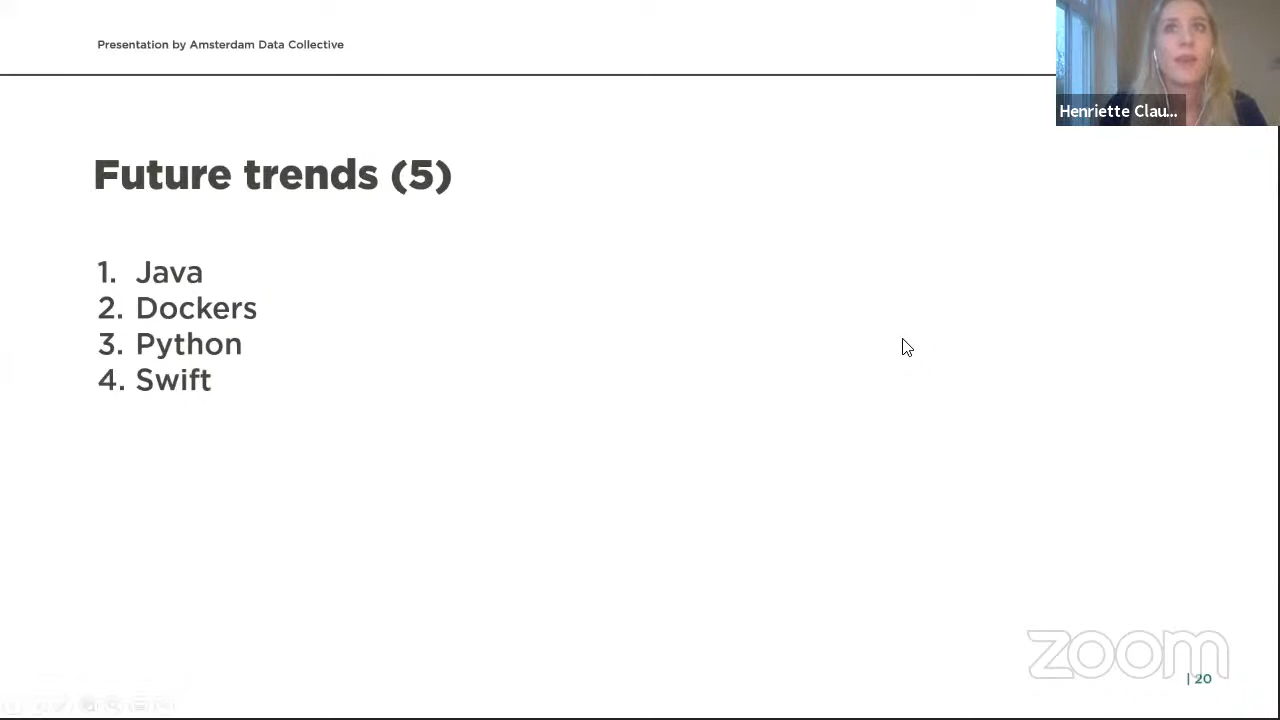 Presentation by Amsterdam Data Collective
Henriette Clau...
Future trends (5)
1. Java
2. Dockers
3. Python
4. Swift
zoom
| 20